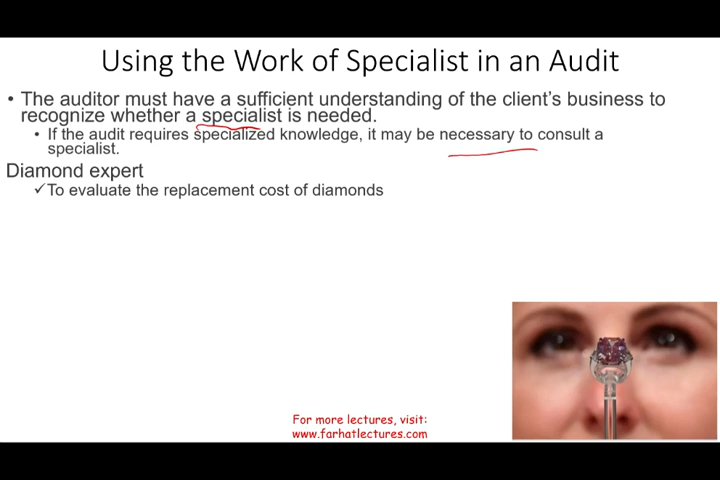 Using the Work of Specialist in an Audit
• The auditor must have a sufficient understanding of the client's business to
recognize whether a specialist is needed.
• If the audit requires specialized knowledge, it may be necessary to consult a
specialist.
Diamond expert
✓To evaluate the replacement cost of diamonds
For more lectures, visit:
www.farhatlectures.com